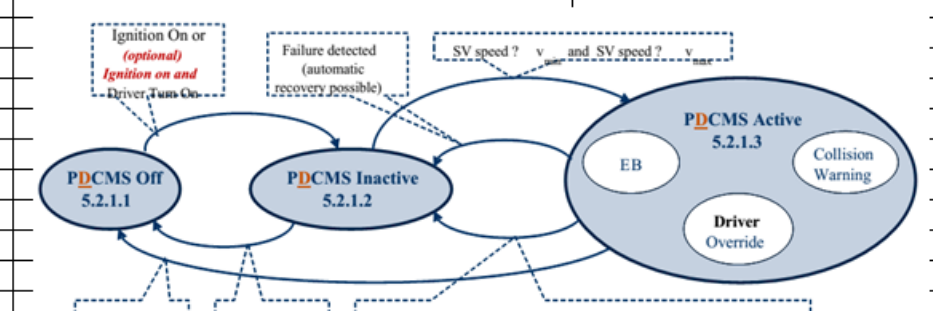 Ignition On or
(optional)
Ignition on and
Driver Turn On
Failure detected
(automatic
recovery possible)
SV speed ? v_min and SV speed ? v_max
PDCMS Off
5.2.1.1
PDCMS Inactive
5.2.1.2
PDCMS Active
5.2.1.3
EB
Collision
Warning
Driver
Override